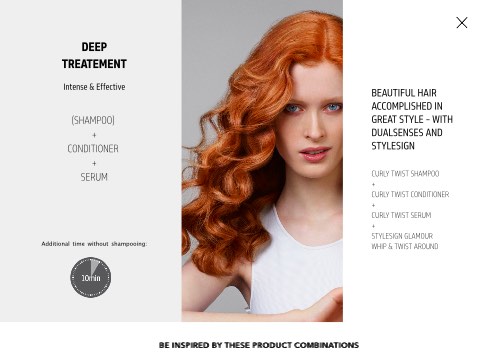 DEEP
TREATEMENT
Intense & Effective
(SHAMPOO)
+
CONDITIONER
+
SERUM
Additional time without shampooing:
10min
BEAUTIFUL HAIR
ACCOMPLISHED IN
GREAT STYLE – WITH
DUALSENSES AND
STYLESIGN
CURLY TWIST SHAMPOO
+
CURLY TWIST CONDITIONER
+
CURLY TWIST SERUM
+
STYLESIGN GLAMOUR
WHIP & TWIST AROUND
BE INSPIRED BY THESE PRODUCT COMBINATIONS